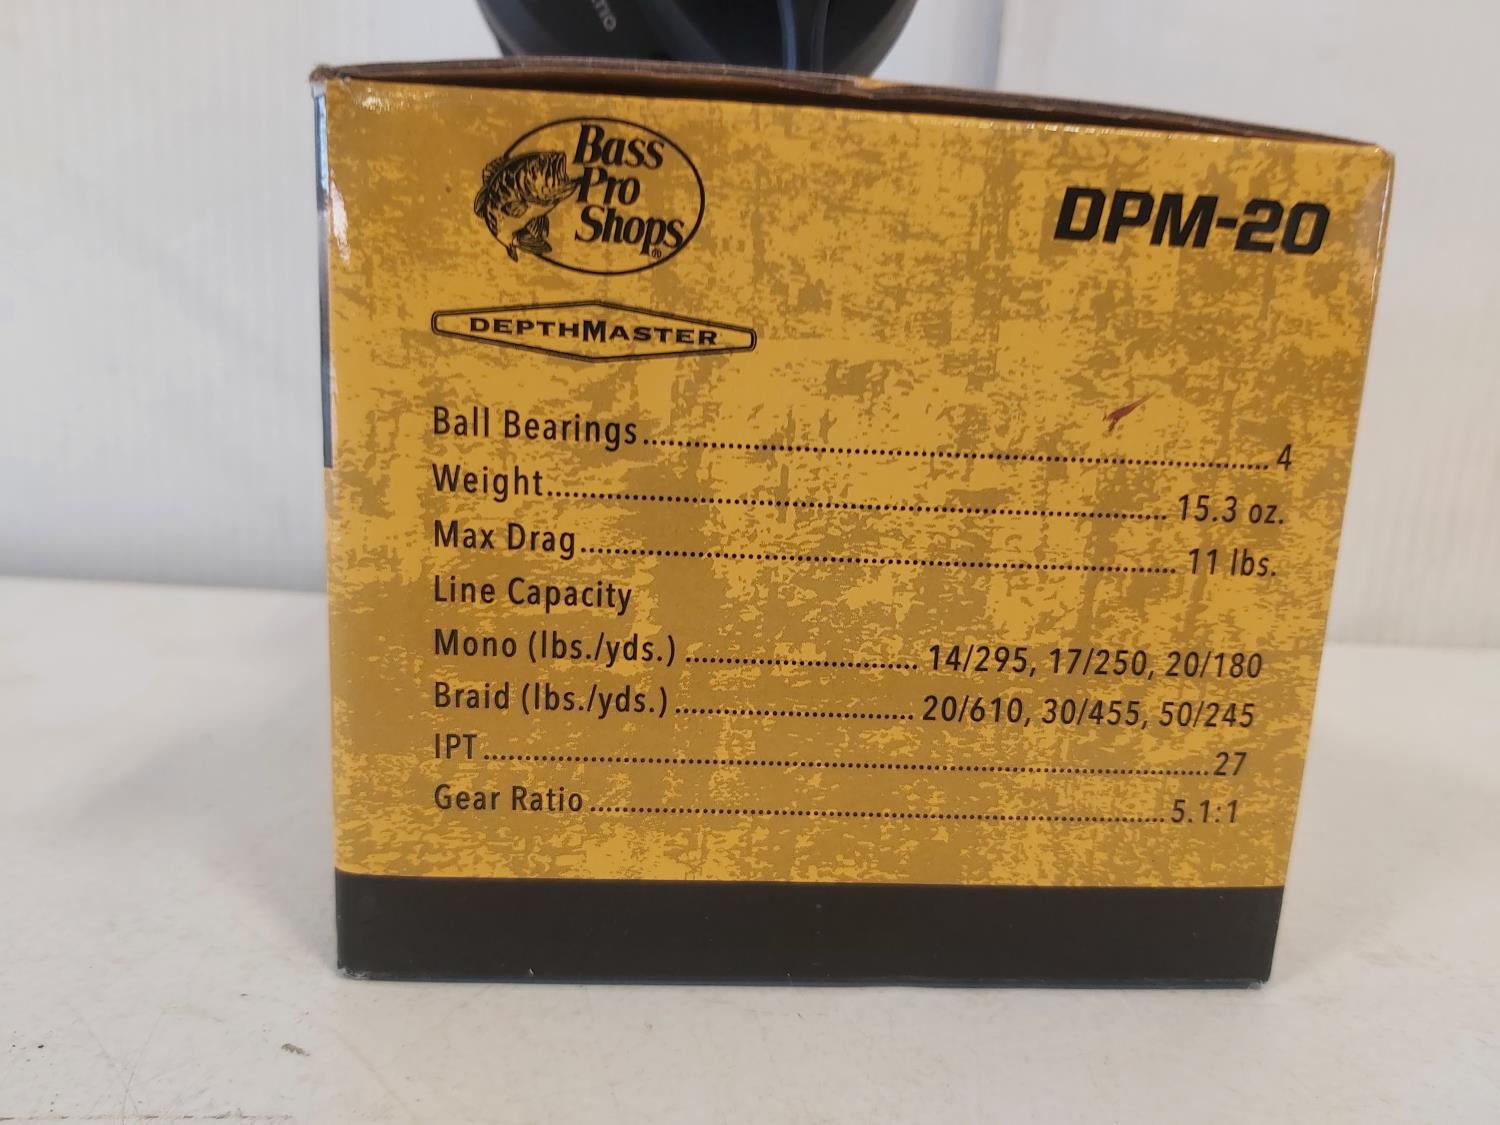 Bass
Pro
Shops®
DPM-20
DEPTHMASTER
Ball Bearings 4
Weight 15.3 oz.
Max Drag 11 lbs.
Line Capacity
Mono (lbs./yds.) 14/295, 17/250, 20/180
Braid (lbs./yds.) 20/610, 30/455, 50/245
IPT 27
Gear Ratio 5.1:1